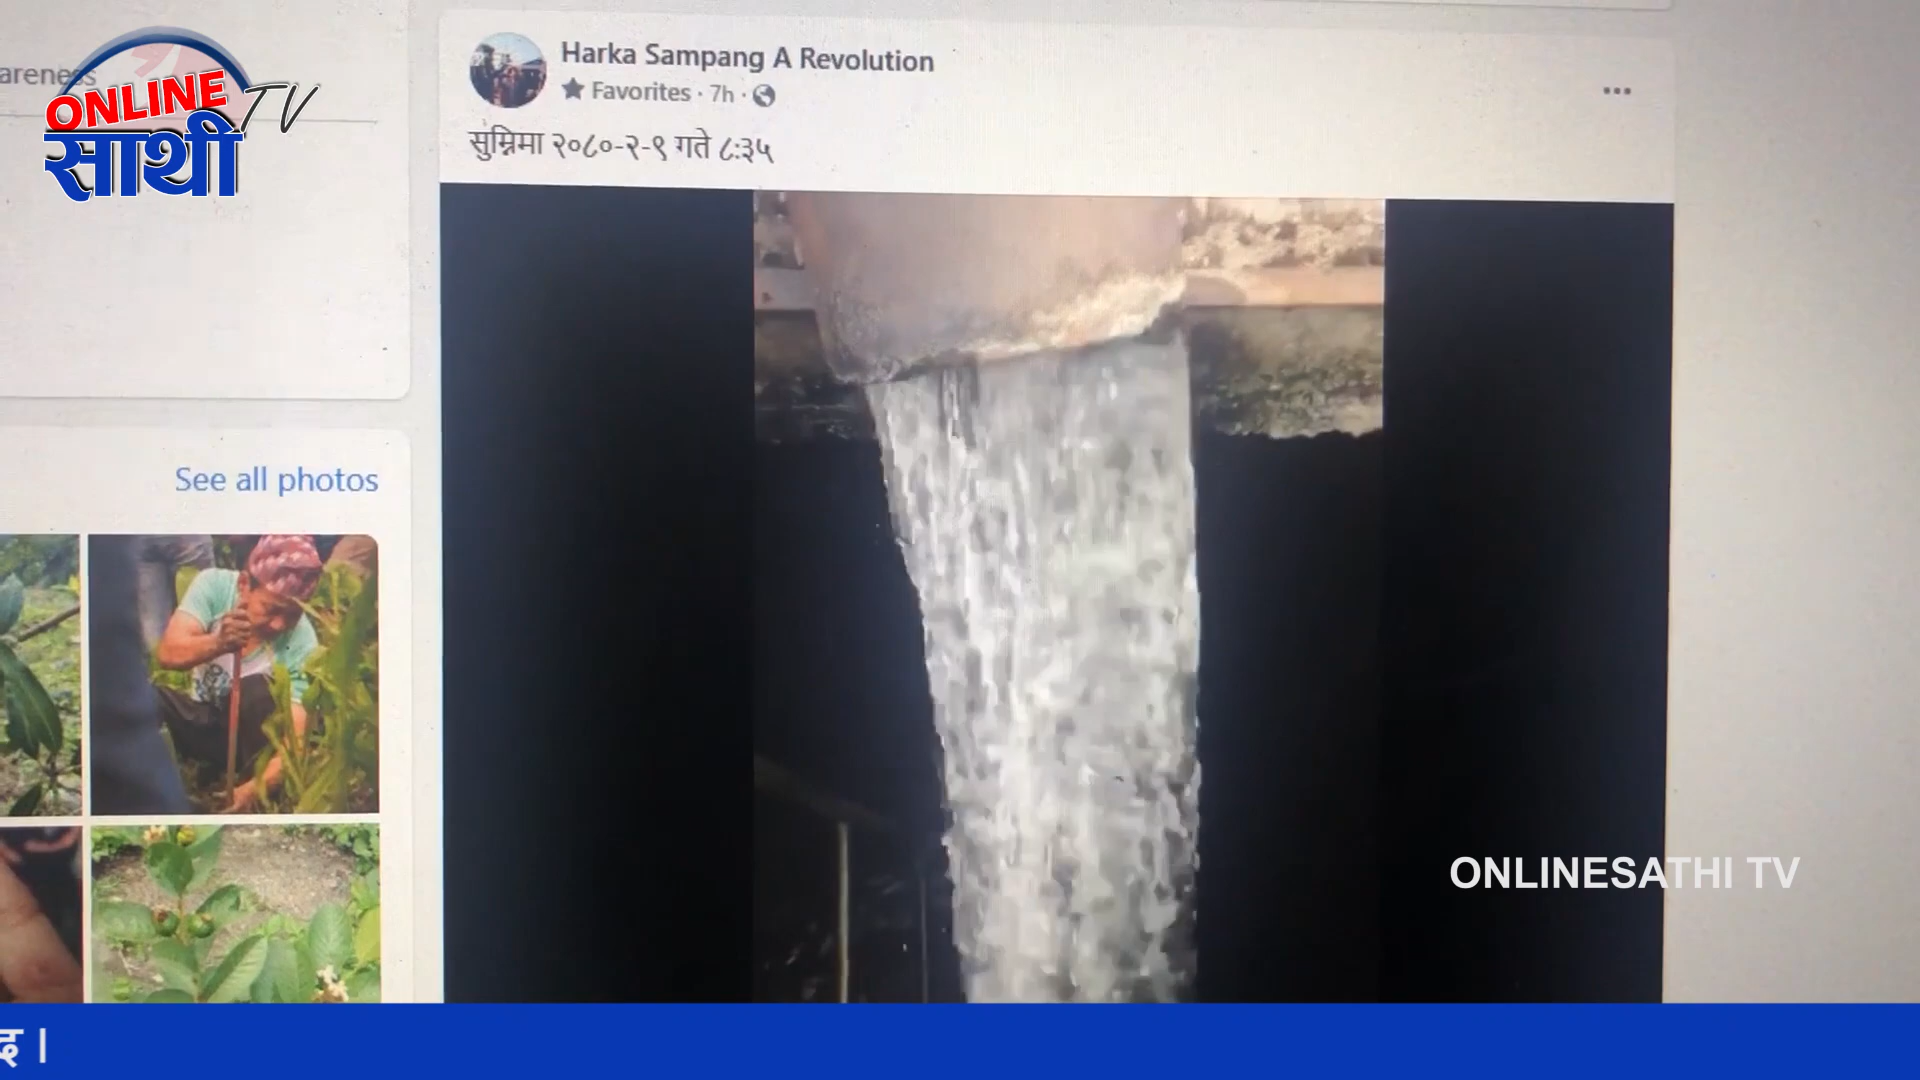 areness
ONLINE TV
साथी
Harka Sampang A Revolution
Favorites · 7h ·
सुम्निमा २०८०-२-९ गते ८:३५
See all photos
ONLINESATHI TV